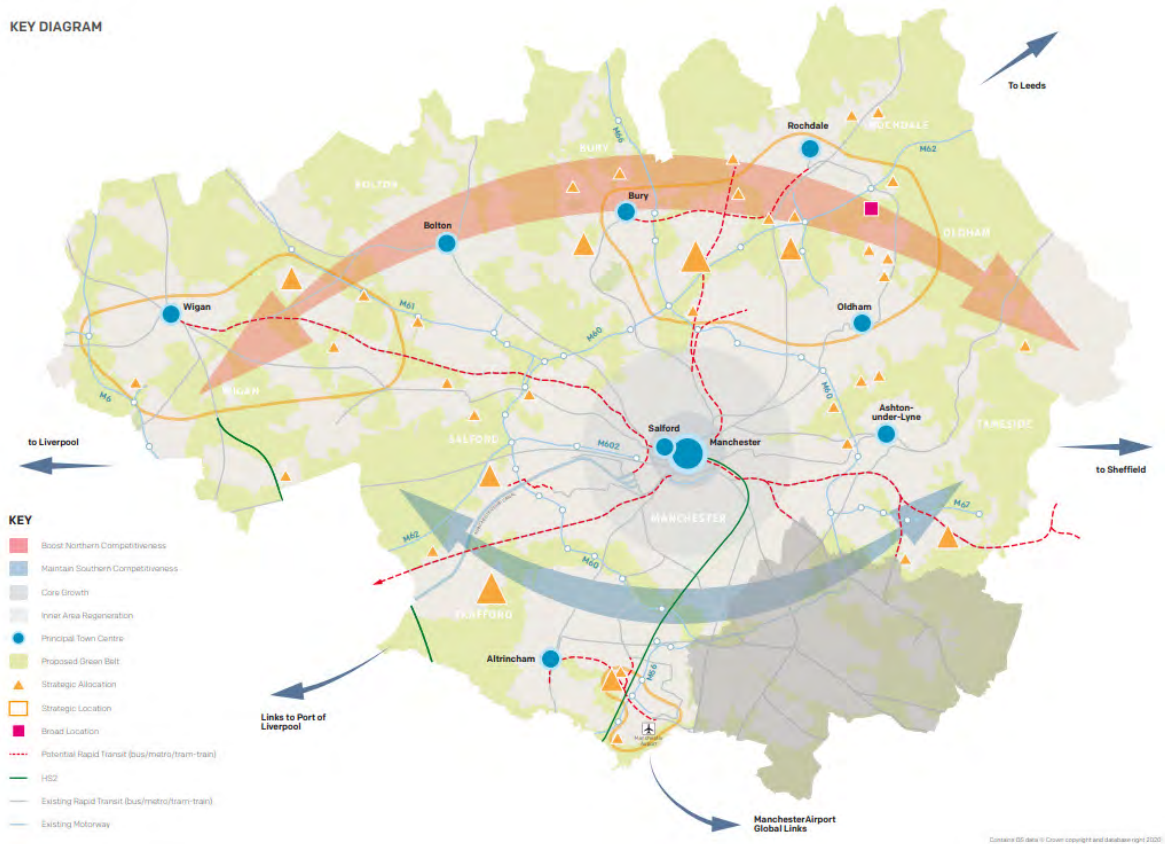 KEY DIAGRAM
To Leeds
Rochdale
ROCHDALE
M66
M62
BURY
BOLTON
Bury
Bolton
OLDHAM
Wigan
M61
M60
Oldham
WIGAN
M6
M60
Ashton-
under-Lyne
TAMESIDE
Salford
Manchester
SALFORD
M602
to Liverpool
to Sheffield
MANCHESTER
M67
M62
M60
TRAFFORD
Altrincham
M56
Manchester
Airport
Links to Port of
Liverpool
ManchesterAirport
Global Links
KEY
Boost Northern Competitiveness
Maintain Southern Competitiveness
Core Growth
Inner Area Regeneration
Principal Town Centre
Proposed Green Belt
Strategic Allocation
Strategic Location
Broad Location
Potential Rapid Transit (bus/metro/tram-train)
HS2
Existing Rapid Transit (bus/metro/tram-train)
Existing Motorway
Contains OS data © Crown copyright and database right 2020